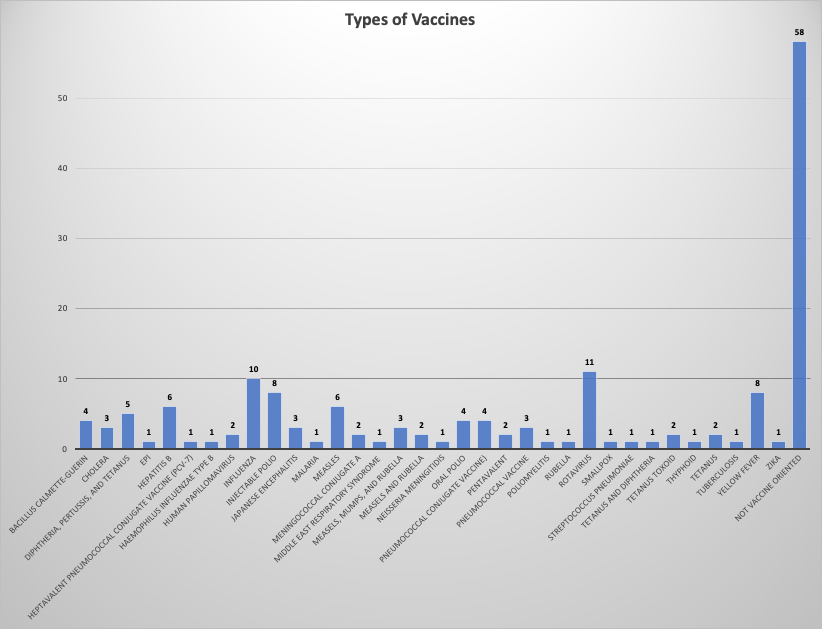 Types of Vaccines
58
50
40
30
20
10
0
4
3
5
1
6
1
1
2
10
8
3
1
6
2
1
3
2
1
4
4
2
3
1
1
11
1
1
1
2
1
2
1
8
1
BACILLUS CALMETTE-GUERIN
CHOLERA
DIPHTHERIA, PERTUSSIS, AND TETANUS
EPI
HEPATITIS B
HEPTAVALENT PNEUMOCOCCAL CONJUGATE VACCINE (PCV-7)
HAEMOPHILUS INFLUENZAE TYPE B
HUMAN PAPILLOMAVIRUS
INFLUENZA
INJECTABLE POLIO
JAPANESE ENCEPHALITIS
MALARIA
MEASLES
MENINGOCOCCAL CONJUGATE A
MIDDLE EAST RESPIRATORY SYNDROME
MEASELS, MUMPS, AND RUBELLA
MEASELS AND RUBELLA
NEISSERIA MENINGITIDIS
ORAL POLIO
PNEUMOCOCCAL CONJUGATE VACCINE)
PENTAVALENT
PNEUMOCOCCAL VACCINE
POLIOMYELITIS
RUBELLA
ROTAVIRUS
SMALLPOX
STREPTOCOCCUS PNEUMONIAE
TETANUS AND DIPHTHERIA
TETANUS TOXOID
THYPHOID
TETANUS
TUBERCULOSIS
YELLOW FEVER
ZIKA
NOT VACCINE ORIENTED